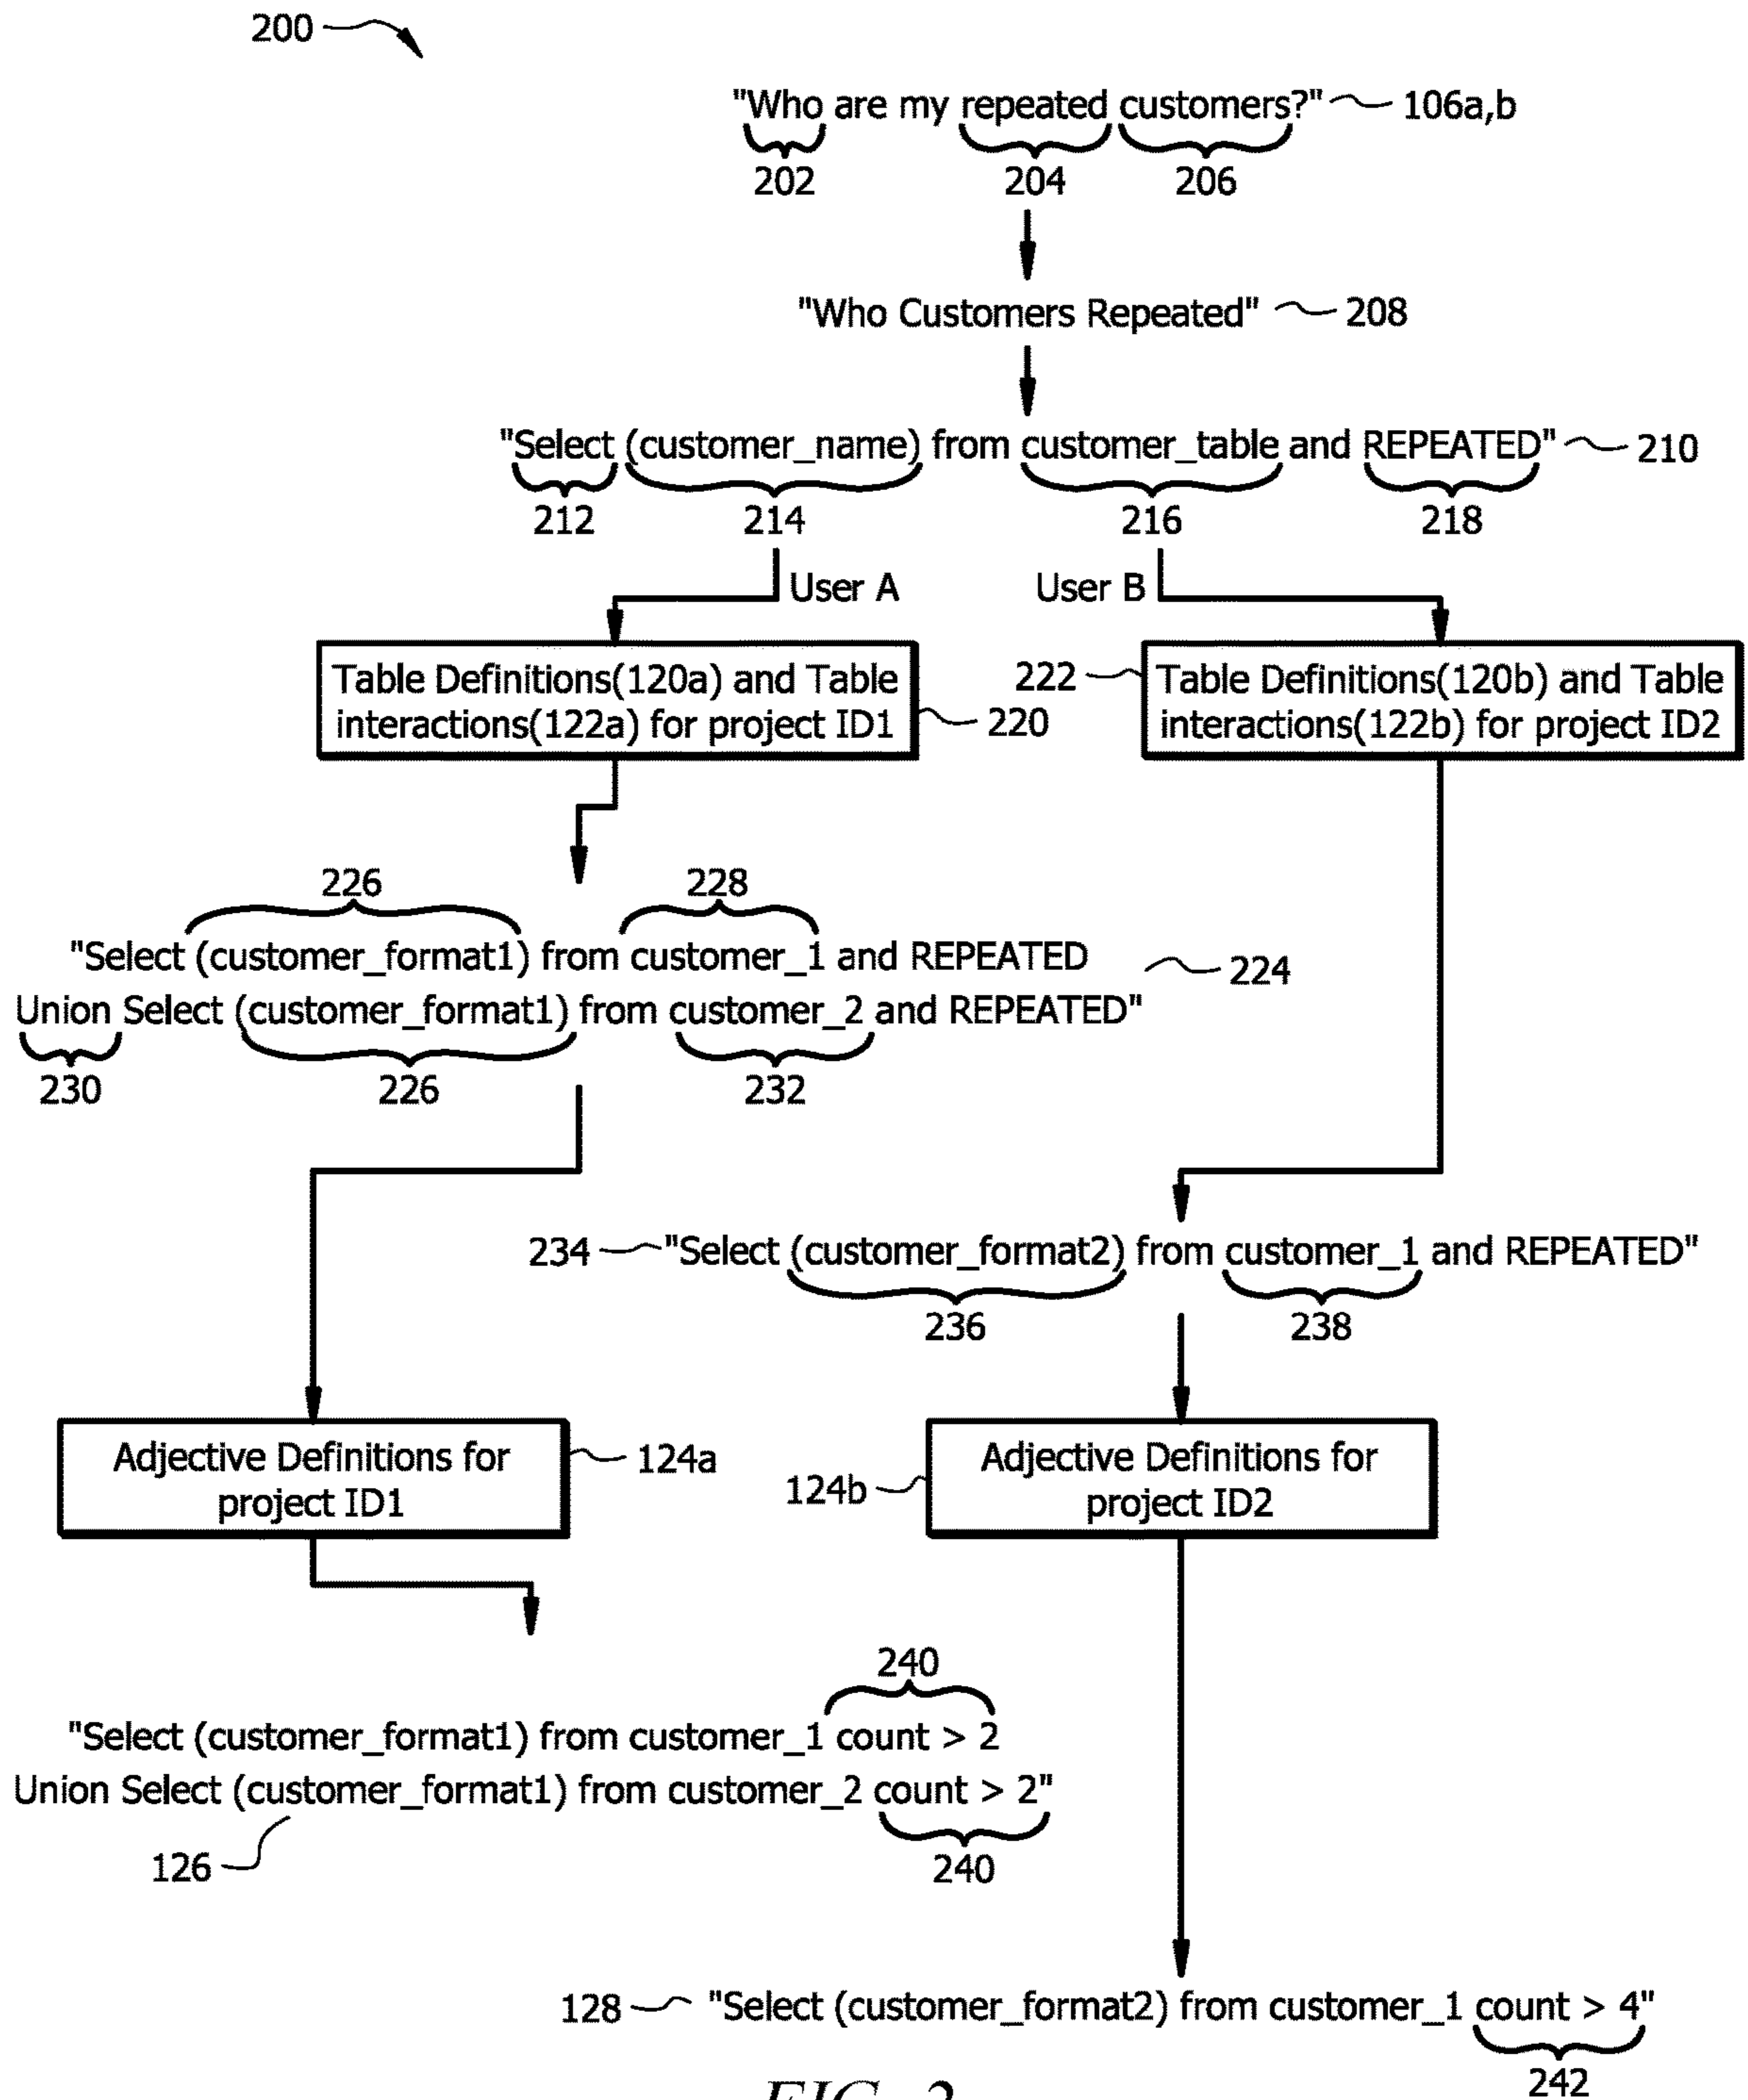 200
"Who are my repeated customers?" 106a,b
202 204 206
"Who Customers Repeated" 208
"Select (customer_name) from customer_table and REPEATED" 210
212 214 216 218
User A User B
Table Definitions(120a) and Table
interactions(122a) for project ID1
220
222
Table Definitions(120b) and Table
interactions(122b) for project ID2
226 228
"Select (customer_format1) from customer_1 and REPEATED
Union Select (customer_format1) from customer_2 and REPEATED"
224
230 226 232
234 "Select (customer_format2) from customer_1 and REPEATED"
236 238
Adjective Definitions for
project ID1
124a
124b
Adjective Definitions for
project ID2
240
"Select (customer_format1) from customer_1 count > 2
Union Select (customer_format1) from customer_2 count > 2"
126 240
128 "Select (customer_format2) from customer_1 count > 4"
242
FIG. 2